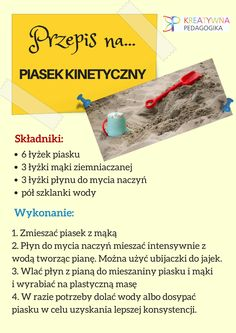 KREATYWNA
PEDAGOGIKA
Przepis na...
PIASEK KINETYCZNY
Składniki:
• 6 łyżek piasku
• 3 łyżki mąki ziemniaczanej
• 3 łyżki płynu do mycia naczyń
• pół szklanki wody
Wykonanie:
1. Zmieszać piasek z mąką
2. Płyn do mycia naczyń mieszać intensywnie z
wodą tworząc pianę. Można użyć ubijaczki do jajek.
3. Wlać płyn z pianą do mieszaniny piasku i mąki
i wyrabiać na plastyczną masę
4. W razie potrzeby dolać wody albo dosypać
piasku w celu uzyskania lepszej konsystencji.